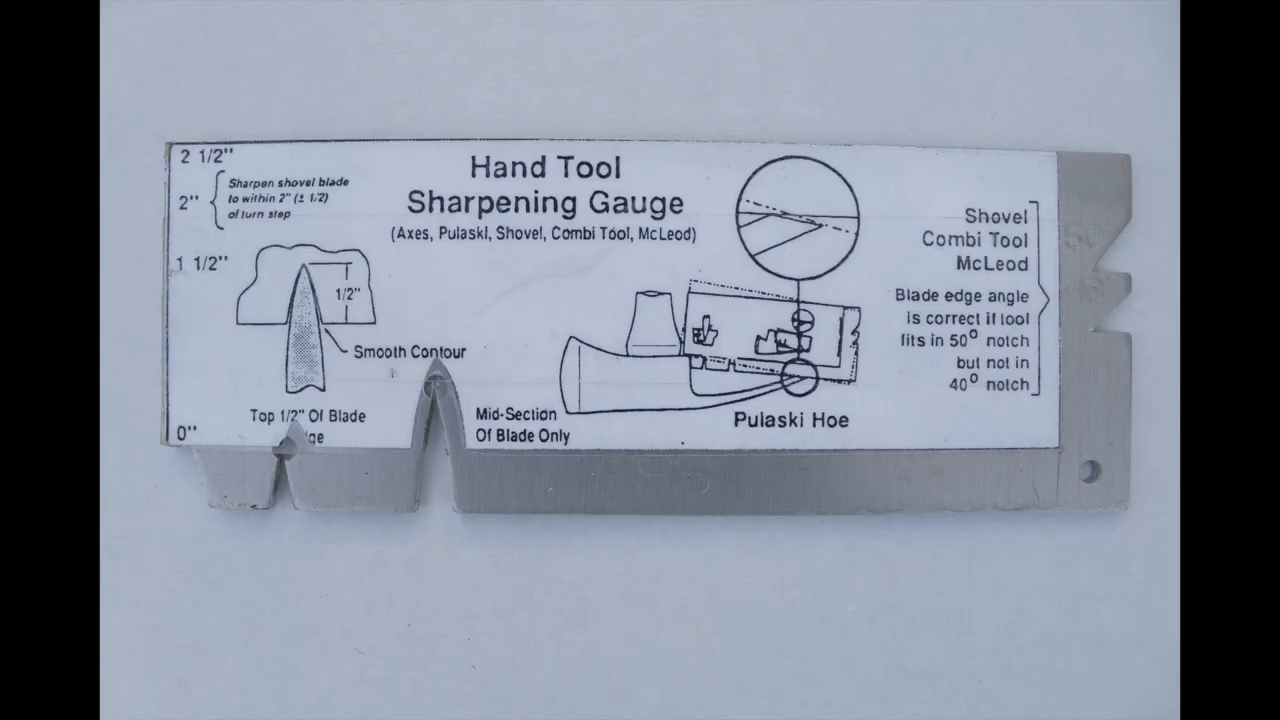 2 1/2"
Sharpen shovel blade
2"
to within 2" (± 1/2)
of turn step
1 1/2"
1/2"
Smooth Contour
Top 1/2" Of Blade
0"
Hand Tool
Sharpening Gauge
(Axes, Pulaski, Shovel, Combi Tool, McLeod)
Mid-Section
Of Blade Only
Pulaski Hoe
Shovel
Combi Tool
McLeod
Blade edge angle
is correct if tool
fits in 50° notch
but not in
40° notch
50